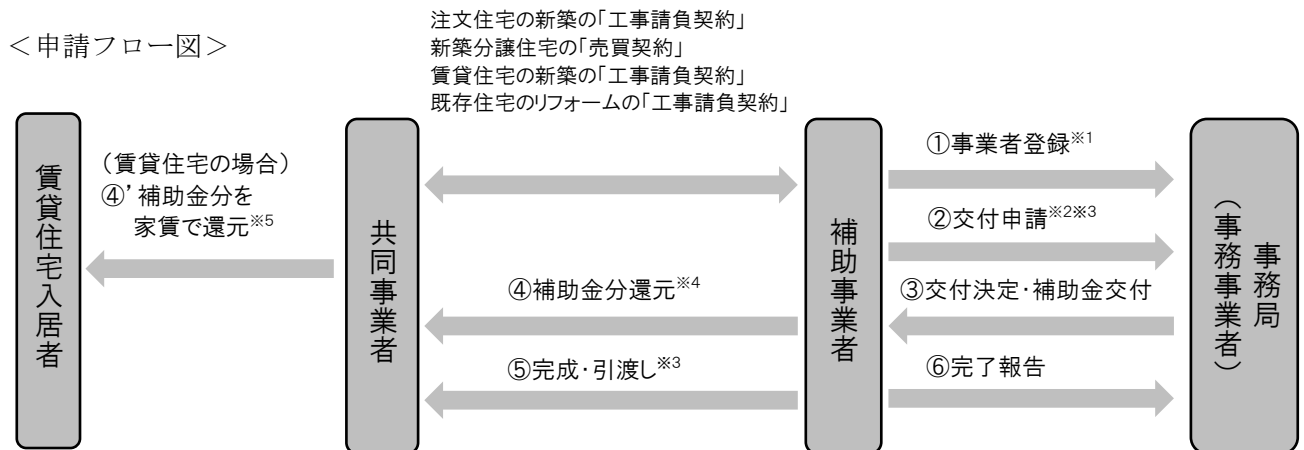 <申請フロー図>
注文住宅の新築の「工事請負契約」
新築分譲住宅の「売買契約」
賃貸住宅の新築の「工事請負契約」
既存住宅のリフォームの「工事請負契約」
賃貸住宅入居者
(賃貸住宅の場合)
④’補助金分を
家賃で還元※5
共同事業者
④補助金分還元※4
⑤完成・引渡し※3
補助事業者
①事業者登録※1
②交付申請※2※3
③交付決定・補助金交付
⑥完了報告
事務局
(事務事業者)